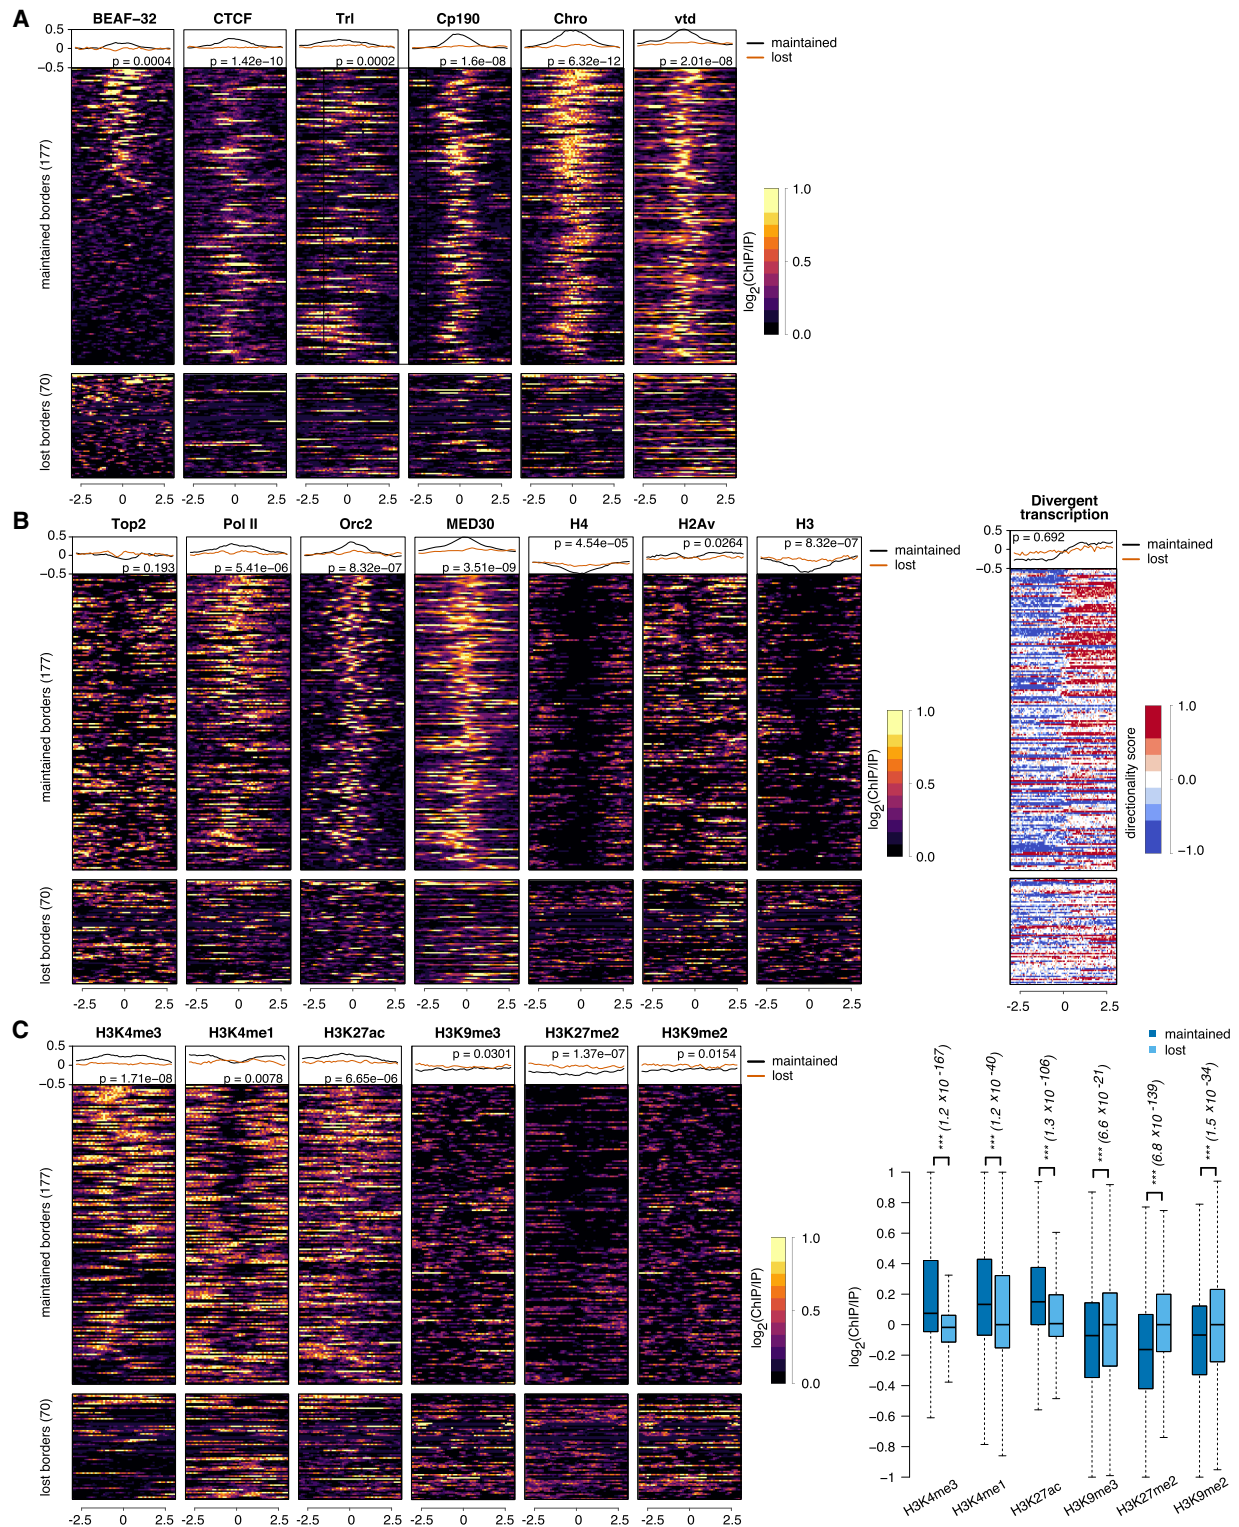 A
BEAF−32 CTCF Trl Cp190 Chro vtd
0.5
0
−0.5
p = 0.0004 p = 1.42e−10 p = 0.0002 p = 1.6e−08 p = 6.32e−12 p = 2.01e−08
maintained
lost
maintained borders (177)
lost borders (70)
log2(ChIP/IP)
1.0
0.5
0.0
-2.5 0 2.5 -2.5 0 2.5 -2.5 0 2.5 -2.5 0 2.5 -2.5 0 2.5 -2.5 0 2.5
B
Top2 Pol II Orc2 MED30 H4 H2Av H3
0.5
0
−0.5
p = 0.193 p = 5.41e−06 p = 8.32e−07 p = 3.51e−09 p = 4.54e−05 p = 0.0264 p = 8.32e−07
maintained
lost
maintained borders (177)
lost borders (70)
log2(ChIP/IP)
1.0
0.5
0.0
-2.5 0 2.5 -2.5 0 2.5 -2.5 0 2.5 -2.5 0 2.5 -2.5 0 2.5 -2.5 0 2.5 -2.5 0 2.5
Divergent
transcription
0.5
0
−0.5
p = 0.692
maintained
lost
directionality score
1.0
0.0
−1.0
-2.5 0 2.5
C
H3K4me3 H3K4me1 H3K27ac H3K9me3 H3K27me2 H3K9me2
0.5
0
−0.5
p = 1.71e−08 p = 0.0078 p = 6.65e−06 p = 0.0301 p = 1.37e−07 p = 0.0154
maintained
lost
maintained borders (177)
lost borders (70)
log2(ChIP/IP)
1.0
0.5
0.0
-2.5 0 2.5 -2.5 0 2.5 -2.5 0 2.5 -2.5 0 2.5 -2.5 0 2.5 -2.5 0 2.5
maintained
lost
*** (1.2 x10 -167)
*** (1.2 x10 -40)
*** (1.3 x10 -106)
*** (6.6 x10 -21)
*** (6.8 x10 -139)
*** (1.5 x10 -34)
log2(ChIP/IP)
1
0.8
0.6
0.4
0.2
0
−0.2
−0.4
−0.6
−0.8
−1
H3K4me3 H3K4me1 H3K27ac H3K9me3 H3K27me2 H3K9me2